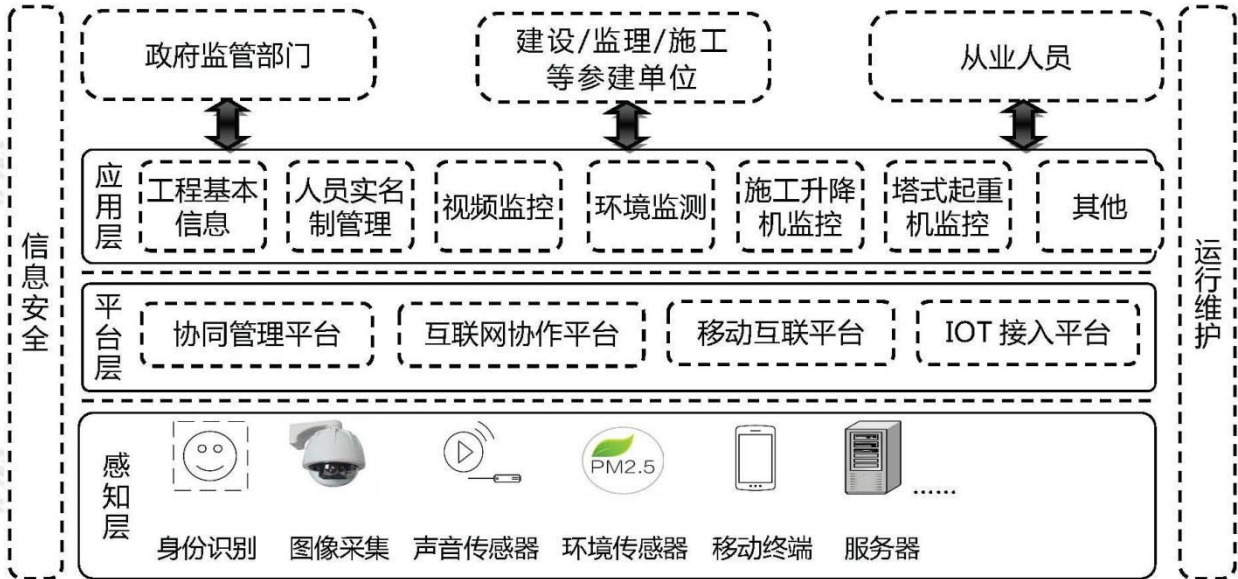 政府监管部门
建设/监理/施工
等参建单位
从业人员
信息安全
应用层
工程基本
信息
人员实名
制管理
视频监控
环境监测
施工升降
机监控
塔式起重
机监控
其他
运行维护
平台层
协同管理平台
互联网协作平台
移动互联平台
IOT 接入平台
感知层
PM2.5
......
身份识别
图像采集
声音传感器
环境传感器
移动终端
服务器